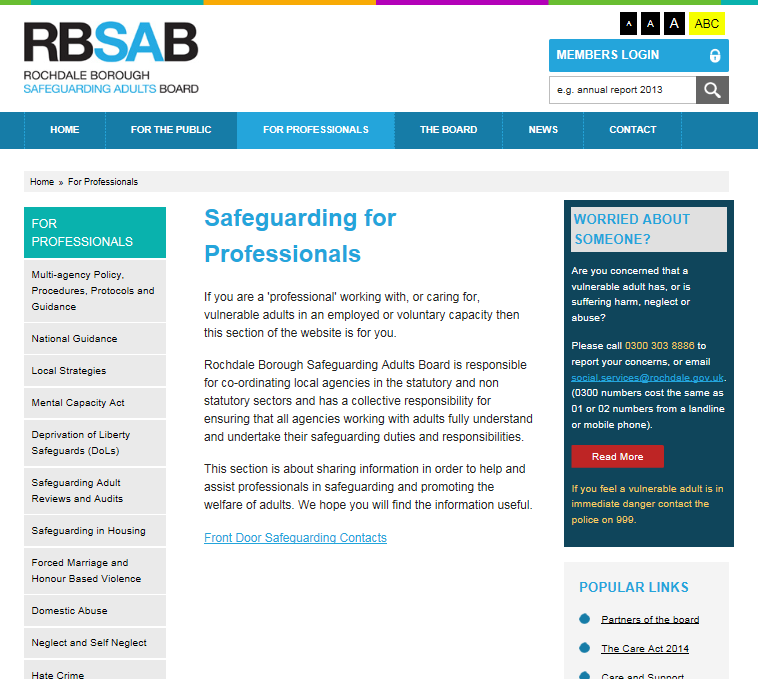 RBSAB
ROCHDALE BOROUGH
SAFEGUARDING ADULTS BOARD
A A A ABC
MEMBERS LOGIN
e.g. annual report 2013
HOME FOR THE PUBLIC FOR PROFESSIONALS THE BOARD NEWS CONTACT
Home » For Professionals
FOR
PROFESSIONALS
Multi-agency Policy,
Procedures, Protocols and
Guidance
National Guidance
Local Strategies
Mental Capacity Act
Deprivation of Liberty
Safeguards (DoLs)
Safeguarding Adult
Reviews and Audits
Safeguarding in Housing
Forced Marriage and
Honour Based Violence
Domestic Abuse
Neglect and Self Neglect
Hate Crime
Safeguarding for
Professionals
If you are a 'professional' working with, or caring for,
vulnerable adults in an employed or voluntary capacity then
this section of the website is for you.
Rochdale Borough Safeguarding Adults Board is responsible
for co-ordinating local agencies in the statutory and non
statutory sectors and has a collective responsibility for
ensuring that all agencies working with adults fully understand
and undertake their safeguarding duties and responsibilities.
This section is about sharing information in order to help and
assist professionals in safeguarding and promoting the
welfare of adults. We hope you will find the information useful.
Front Door Safeguarding Contacts
WORRIED ABOUT
SOMEONE?
Are you concerned that a
vulnerable adult has, or is
suffering harm, neglect or
abuse?
Please call 0300 303 8886 to
report your concerns, or email
social.services@rochdale.gov.uk.
(0300 numbers cost the same as
01 or 02 numbers from a landline
or mobile phone).
Read More
If you feel a vulnerable adult is in
immediate danger contact the
police on 999.
POPULAR LINKS
Partners of the board
The Care Act 2014
Care and Support